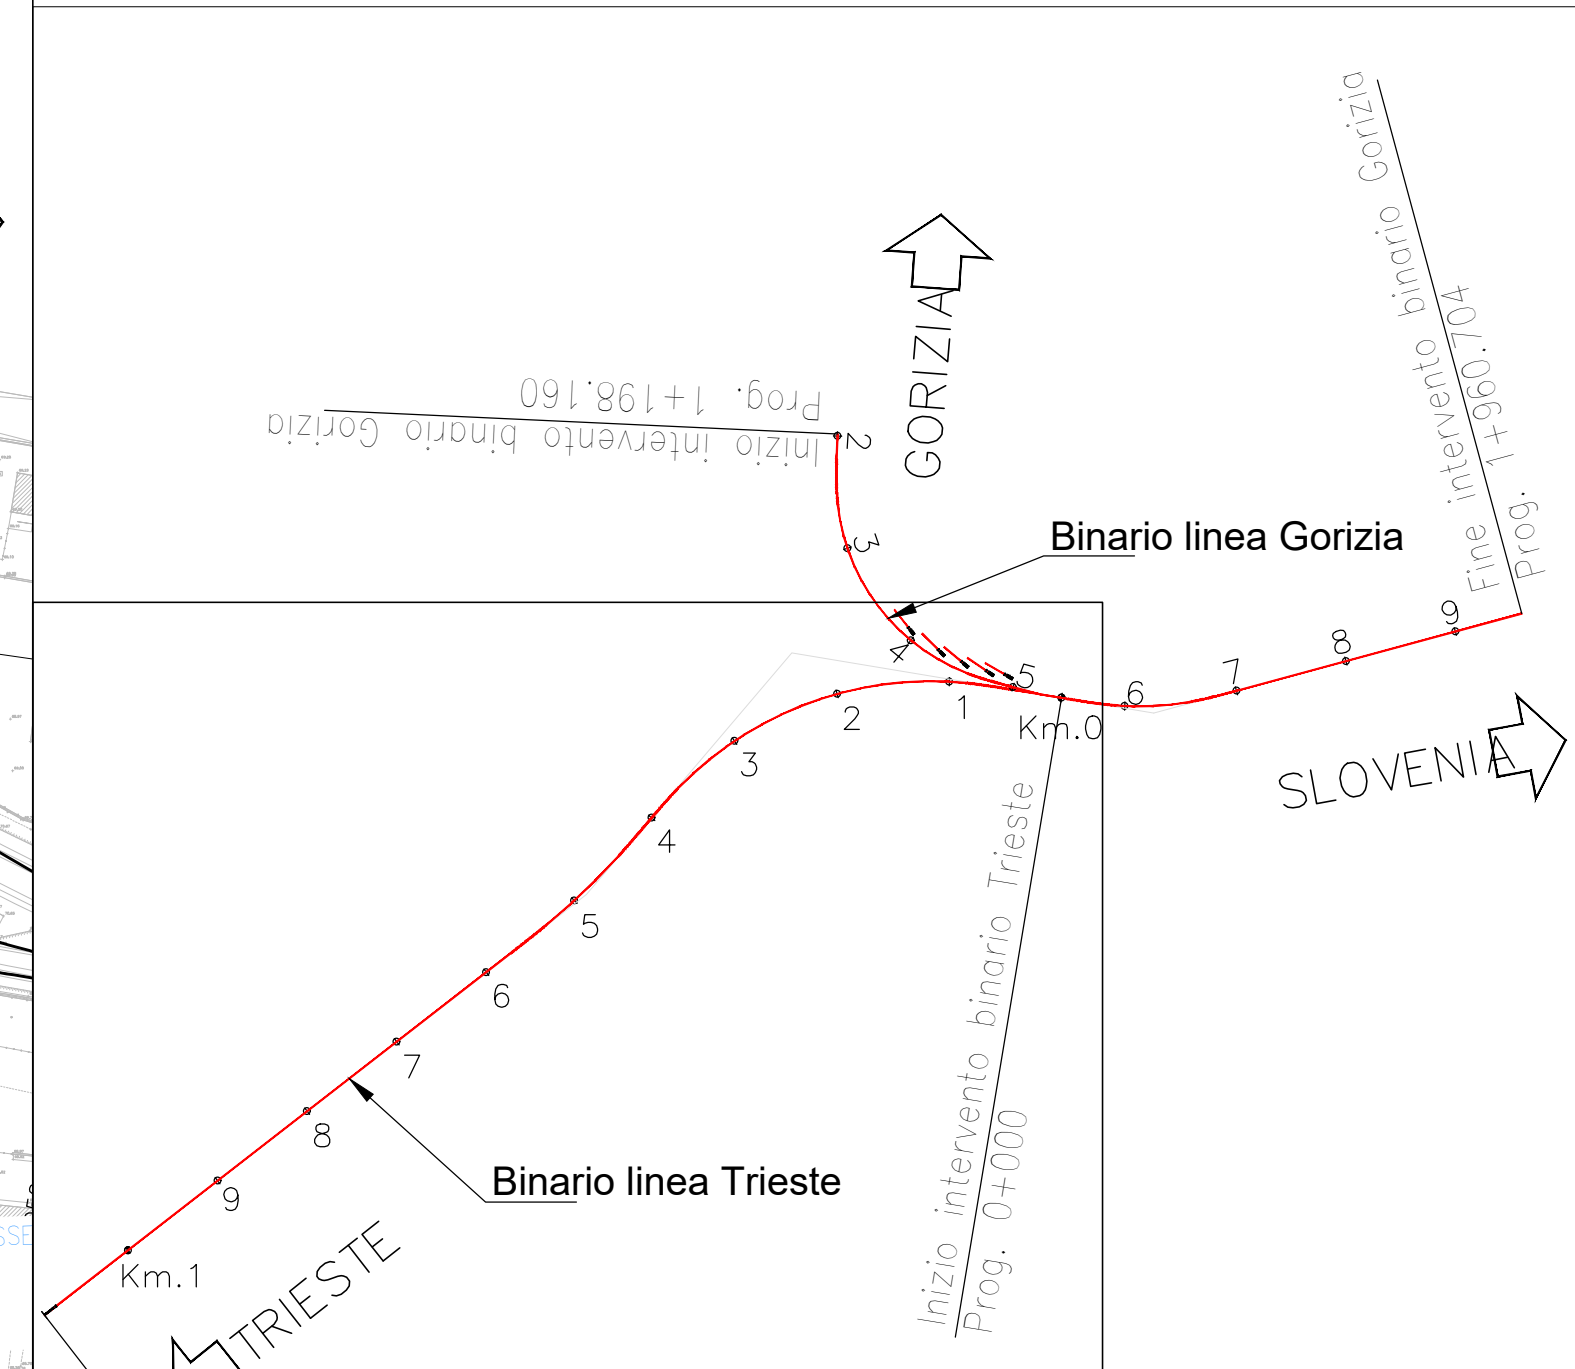 Fine intervento binario Gorizia
Prog. 1+960.704
GORIZIA
Inizio intervento binario Gorizia
Prog. 1+198.160
2
3
4
5
6
7
8
9
Binario linea Gorizia
SLOVENIA
Km.0
1
2
3
4
5
6
7
8
9
Km.1
Inizio intervento binario Trieste
Prog. 0+000
Binario linea Trieste
TRIESTE
SSE